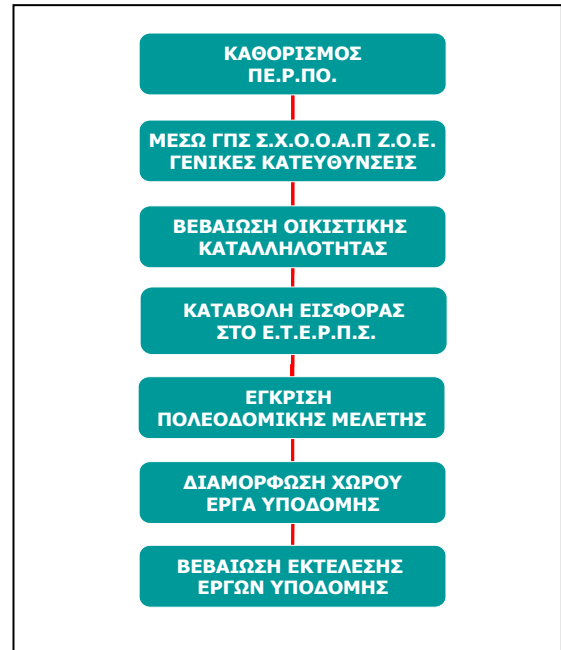 ΚΑΘΟΡΙΣΜΟΣ
ΠΕ.Ρ.ΠΟ.
ΜΕΣΩ ΓΠΣ Σ.Χ.Ο.Ο.Α.Π Ζ.Ο.Ε.
ΓΕΝΙΚΕΣ ΚΑΤΕΥΘΥΝΣΕΙΣ
ΒΕΒΑΙΩΣΗ ΟΙΚΙΣΤΙΚΗΣ
ΚΑΤΑΛΛΗΛΟΤΗΤΑΣ
ΚΑΤΑΒΟΛΗ ΕΙΣΦΟΡΑΣ
ΣΤΟ Ε.Τ.Ε.Ρ.Π.Σ.
ΕΓΚΡΙΣΗ
ΠΟΛΕΟΔΟΜΙΚΗΣ ΜΕΛΕΤΗΣ
ΔΙΑΜΟΡΦΩΣΗ ΧΩΡΟΥ
ΕΡΓΑ ΥΠΟΔΟΜΗΣ
ΒΕΒΑΙΩΣΗ ΕΚΤΕΛΕΣΗΣ
ΕΡΓΩΝ ΥΠΟΔΟΜΗΣ